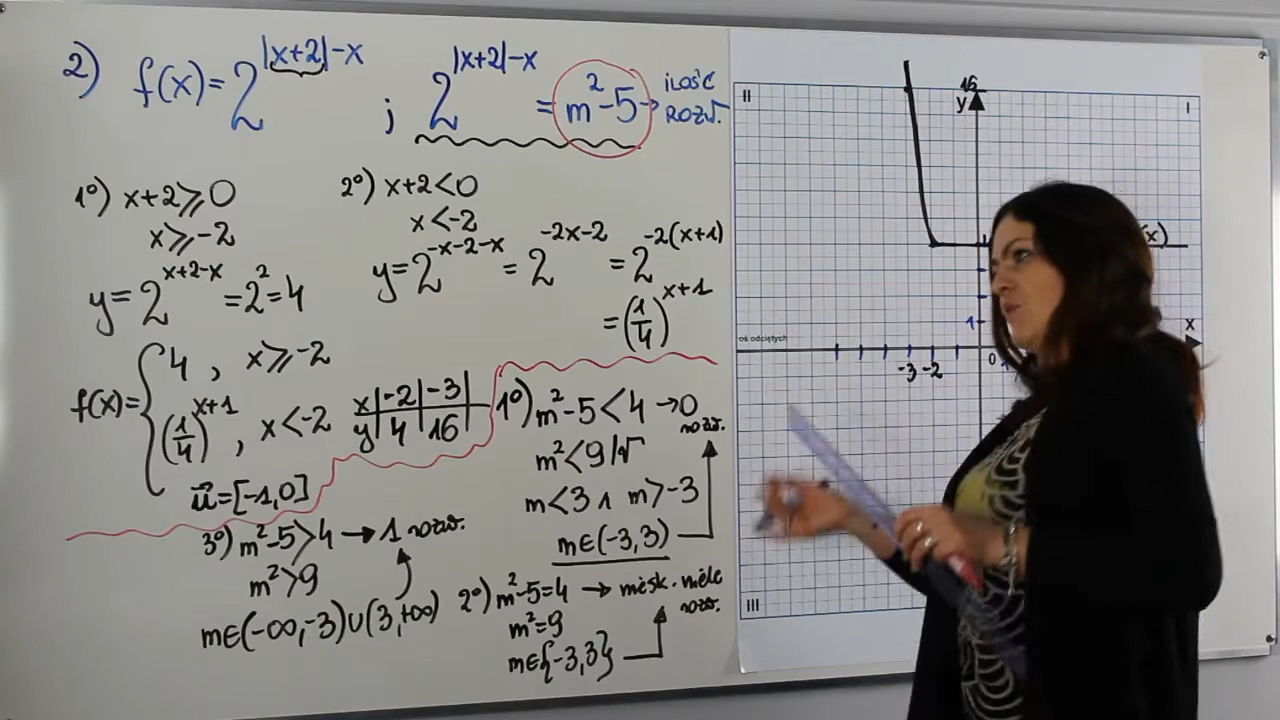 2) f(x)=2^{|x+2|-x} ; 2^{|x+2|-x} = m²-5 → ILOŚĆ ROZW.
1°) x+2⩾0
x⩾-2
y=2^{x+2-x}=2²=4
2°) x+2<0
x<-2
y=2^{-x-2-x}=2^{-2x-2}=2^{-2(x+1)}
=(1/4)^{x+1}
f(x)={ 4, x⩾-2
(1/4)^{x+1}, x<-2
x|-2|-3|
y|4|16|
u⃗=[-1,0]
1°) m²-5<4 →0 rozw.
m²<9 /√
m<3 ∧ m>-3
m∈(-3,3)
2°) m²-5=4 → niesk. wiele rozw.
m²=9
m∈{-3,3}
3°) m²-5>4 → 1 rozw.
m²>9
m∈(-∞,-3)∪(3,+∞)
II
16
y
I
(x)
1
oś odciętych
x
-3 -2
0
III